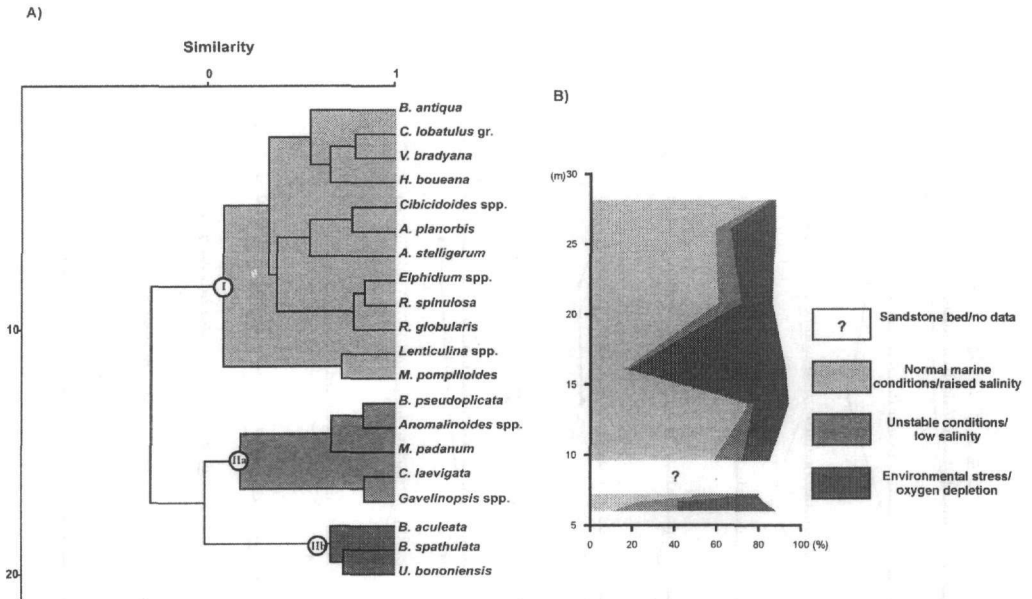 A)
Similarity
0 1
B. antiqua
C. lobatulus gr.
V. bradyana
H. boueana
Cibicidoides spp.
A. planorbis
A. stelligerum
Elphidium spp.
R. spinulosa
R. globularis
Lenticulina spp.
M. pompilioides
B. pseudoplicata
Anomalinoides spp.
M. padanum
C. laevigata
Gavelinopsis spp.
B. aculeata
B. spathulata
U. bononiensis
I
IIa
IIb
10
20
B)
(m) 30
25
20
15
10
5
0 20 40 60 80 100 (%)
?
?
Sandstone bed/no data
Normal marine
conditions/raised salinity
Unstable conditions/
low salinity
Environmental stress/
oxygen depletion